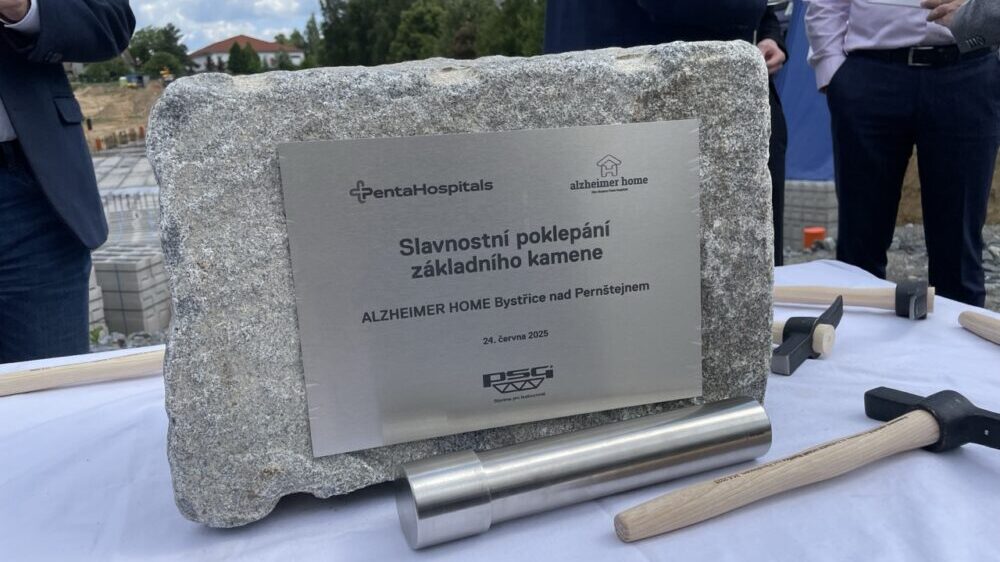 PentaHospitals
alzheimer home
Slavnostní poklepání
základního kamene
ALZHEIMER HOME Bystřice nad Pernštejnem
24. června 2025
PSG